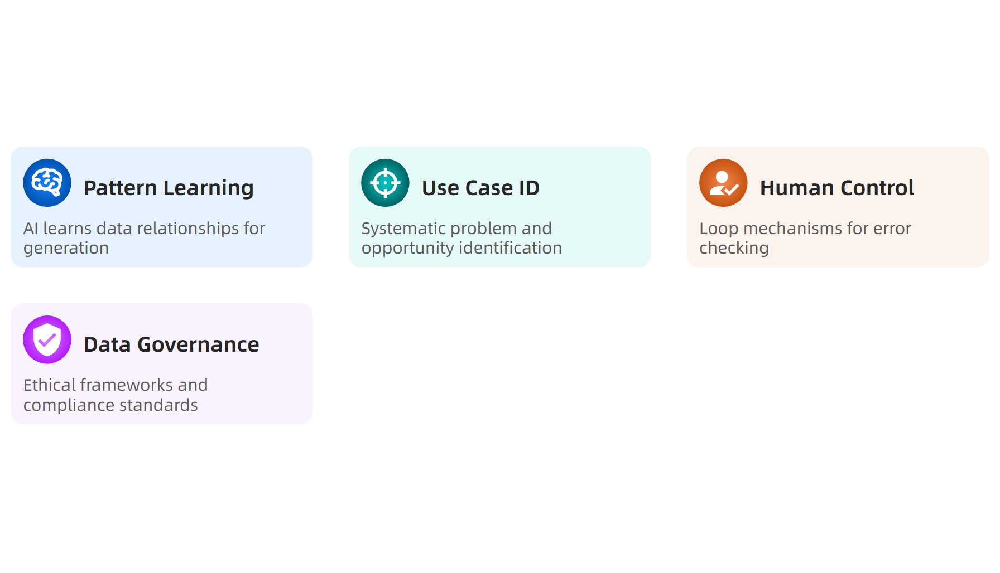 Pattern Learning
AI learns data relationships for
generation
Use Case ID
Systematic problem and
opportunity identification
Human Control
Loop mechanisms for error
checking
Data Governance
Ethical frameworks and
compliance standards